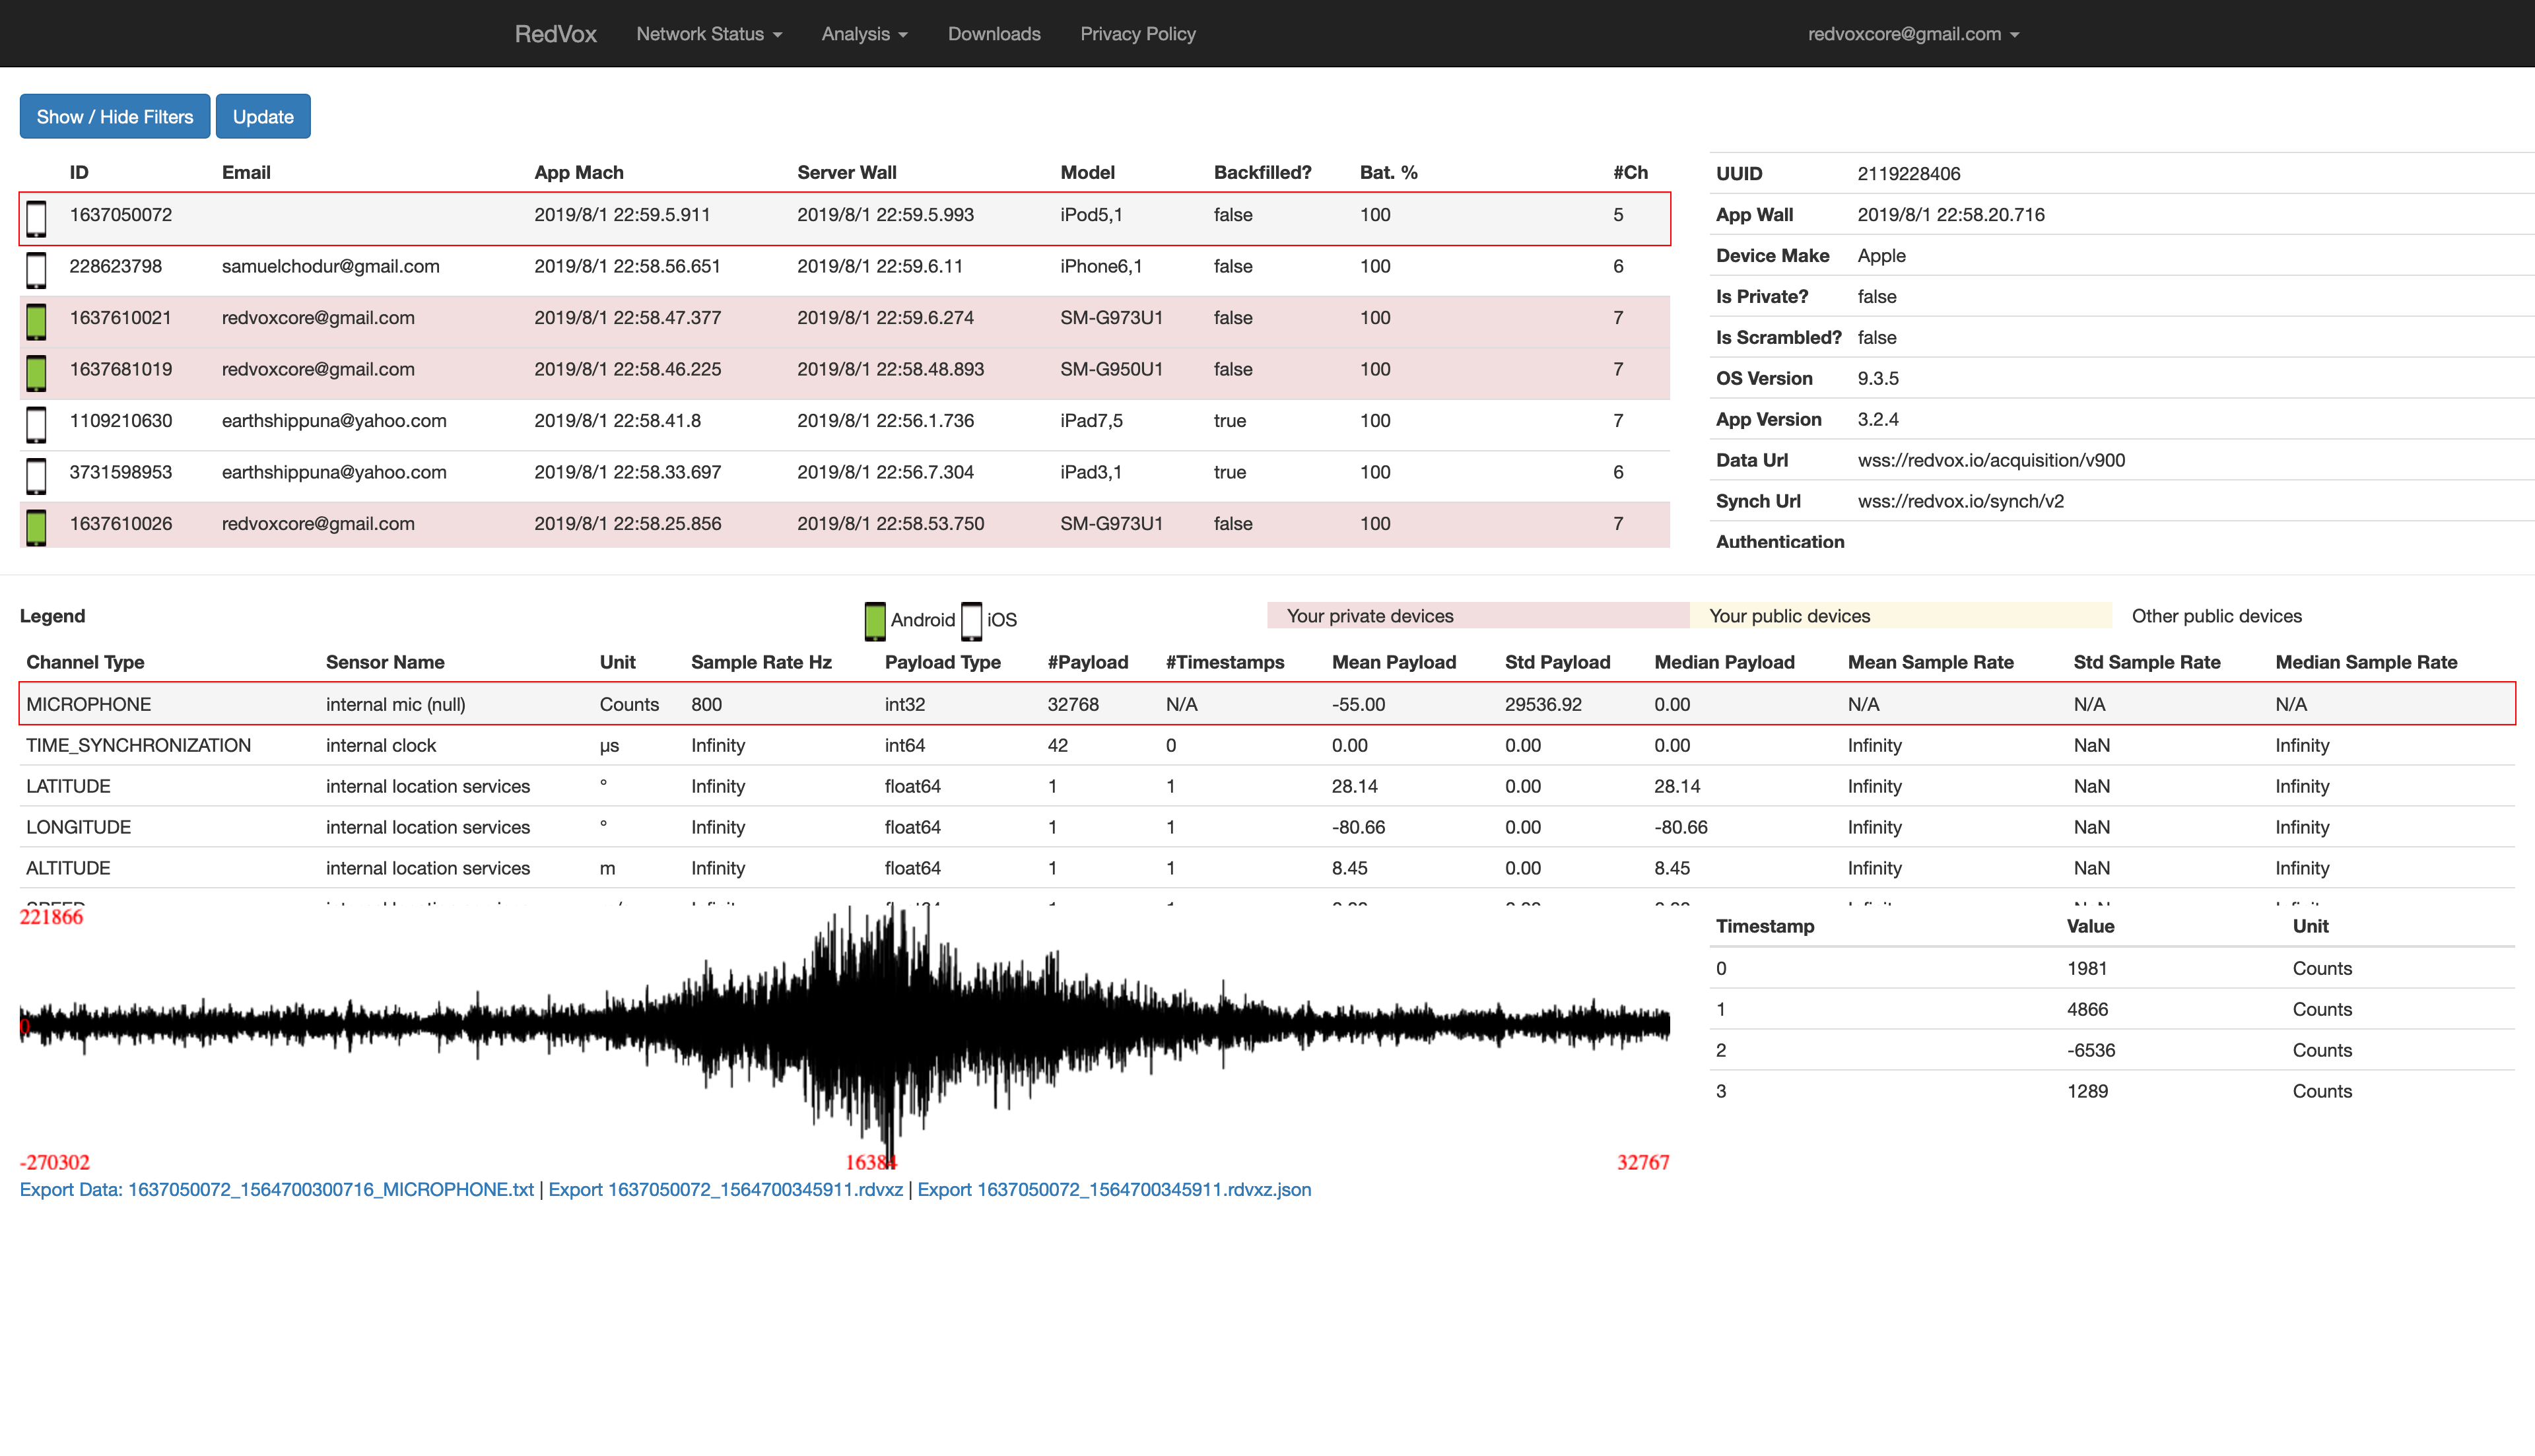 RedVox Network Status Analysis Downloads Privacy Policy redvoxcore@gmail.com
Show / Hide Filters Update
ID Email App Mach Server Wall Model Backfilled? Bat. % #Ch
1637050072 2019/8/1 22:59.5.911 2019/8/1 22:59.5.993 iPod5,1 false 100 5
228623798 samuelchodur@gmail.com 2019/8/1 22:58.56.651 2019/8/1 22:59.6.11 iPhone6,1 false 100 6
1637610021 redvoxcore@gmail.com 2019/8/1 22:58.47.377 2019/8/1 22:59.6.274 SM-G973U1 false 100 7
1637681019 redvoxcore@gmail.com 2019/8/1 22:58.46.225 2019/8/1 22:58.48.893 SM-G950U1 false 100 7
1109210630 earthshippuna@yahoo.com 2019/8/1 22:58.41.8 2019/8/1 22:56.1.736 iPad7,5 true 100 7
3731598953 earthshippuna@yahoo.com 2019/8/1 22:58.33.697 2019/8/1 22:56.7.304 iPad3,1 true 100 6
1637610026 redvoxcore@gmail.com 2019/8/1 22:58.25.856 2019/8/1 22:58.53.750 SM-G973U1 false 100 7
UUID 2119228406
App Wall 2019/8/1 22:58.20.716
Device Make Apple
Is Private? false
Is Scrambled? false
OS Version 9.3.5
App Version 3.2.4
Data Url wss://redvox.io/acquisition/v900
Synch Url wss://redvox.io/synch/v2
Authentication
Legend Android iOS Your private devices Your public devices Other public devices
Channel Type Sensor Name Unit Sample Rate Hz Payload Type #Payload #Timestamps Mean Payload Std Payload Median Payload Mean Sample Rate Std Sample Rate Median Sample Rate
MICROPHONE internal mic (null) Counts 800 int32 32768 N/A -55.00 29536.92 0.00 N/A N/A N/A
TIME_SYNCHRONIZATION internal clock µs Infinity int64 42 0 0.00 0.00 0.00 Infinity NaN Infinity
LATITUDE internal location services ° Infinity float64 1 1 28.14 0.00 28.14 Infinity NaN Infinity
LONGITUDE internal location services ° Infinity float64 1 1 -80.66 0.00 -80.66 Infinity NaN Infinity
ALTITUDE internal location services m Infinity float64 1 1 8.45 0.00 8.45 Infinity NaN Infinity
221866
0
-270302 16384 32767
Timestamp Value Unit
0 1981 Counts
1 4866 Counts
2 -6536 Counts
3 1289 Counts
Export Data: 1637050072_1564700300716_MICROPHONE.txt | Export 1637050072_1564700345911.rdvxz | Export 1637050072_1564700345911.rdvxz.json